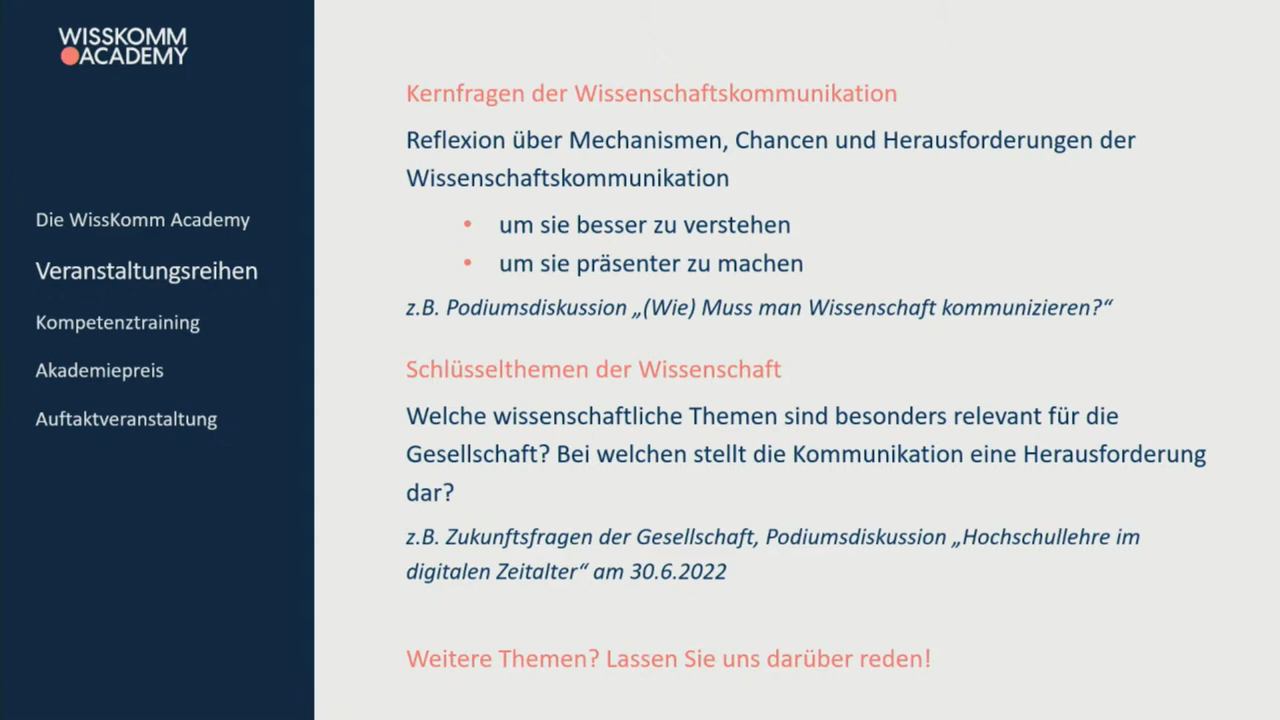 WISSKOMM
ACADEMY
Die WissKomm Academy
Veranstaltungsreihen
Kompetenztraining
Akademiepreis
Auftaktveranstaltung
Kernfragen der Wissenschaftskommunikation
Reflexion über Mechanismen, Chancen und Herausforderungen der
Wissenschaftskommunikation
• um sie besser zu verstehen
• um sie präsenter zu machen
z.B. Podiumsdiskussion „(Wie) Muss man Wissenschaft kommunizieren?“
Schlüsselthemen der Wissenschaft
Welche wissenschaftliche Themen sind besonders relevant für die
Gesellschaft? Bei welchen stellt die Kommunikation eine Herausforderung
dar?
z.B. Zukunftsfragen der Gesellschaft, Podiumsdiskussion „Hochschullehre im
digitalen Zeitalter“ am 30.6.2022
Weitere Themen? Lassen Sie uns darüber reden!